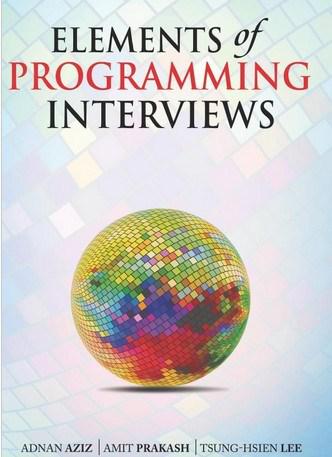 ELEMENTS of
PROGRAMMING
INTERVIEWS
ADNAN AZIZ | AMIT PRAKASH | TSUNG-HSIEN LEE